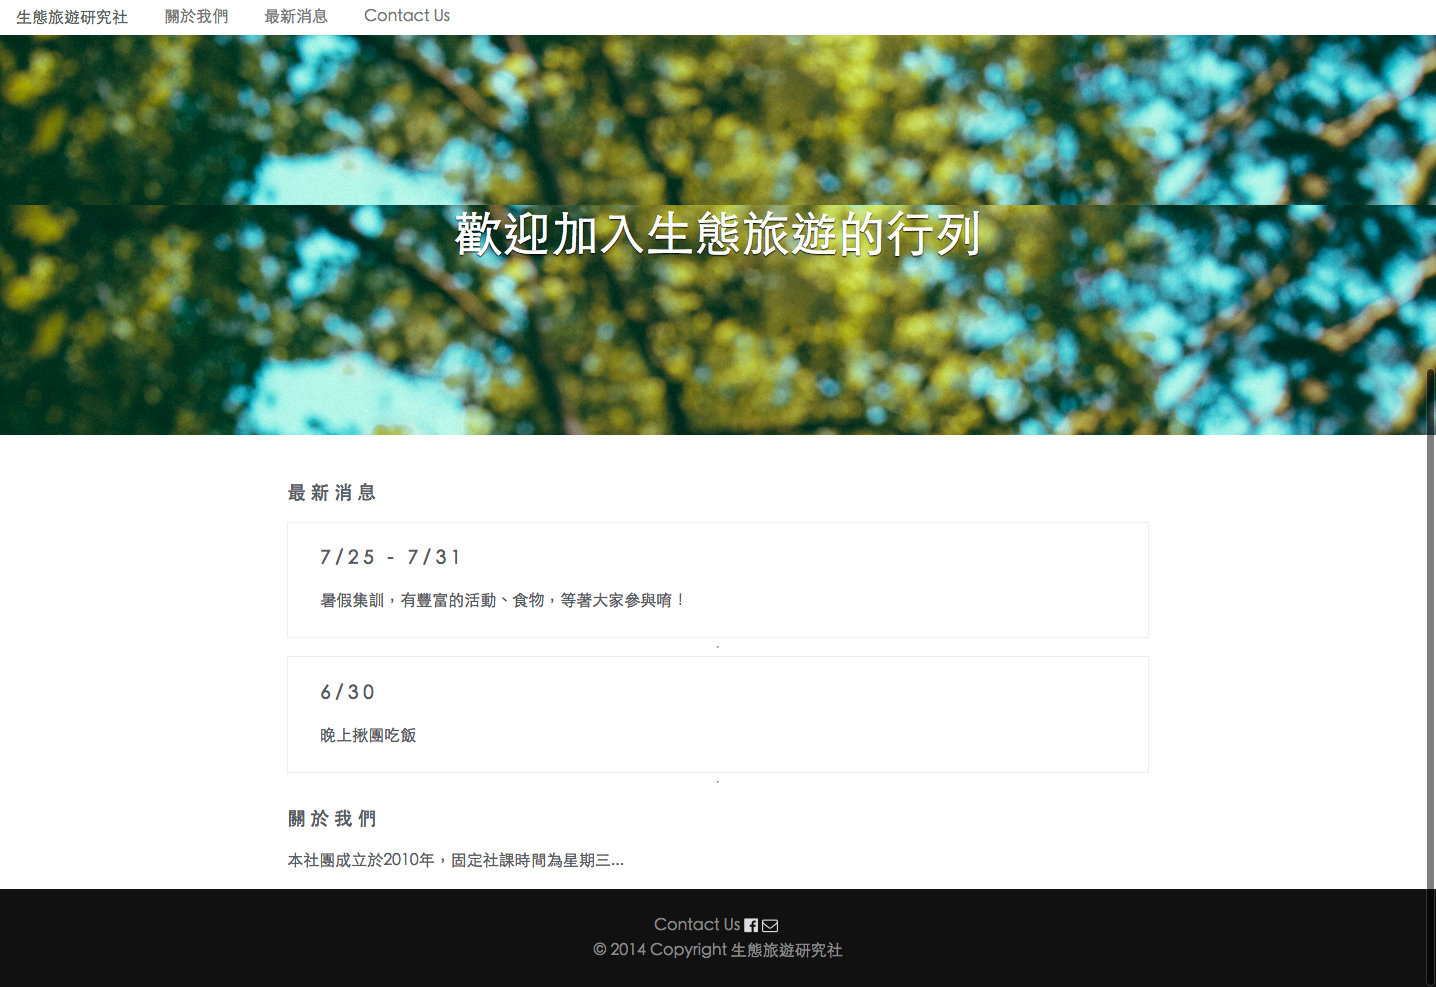 生態旅遊研究社 關於我們 最新消息 Contact Us
歡迎加入生態旅遊的行列
最新消息
7/25 - 7/31
暑假集訓，有豐富的活動、食物，等著大家參與唷！
6/30
晚上揪團吃飯
關於我們
本社團成立於2010年，固定社課時間為星期三...
Contact Us
© 2014 Copyright 生態旅遊研究社